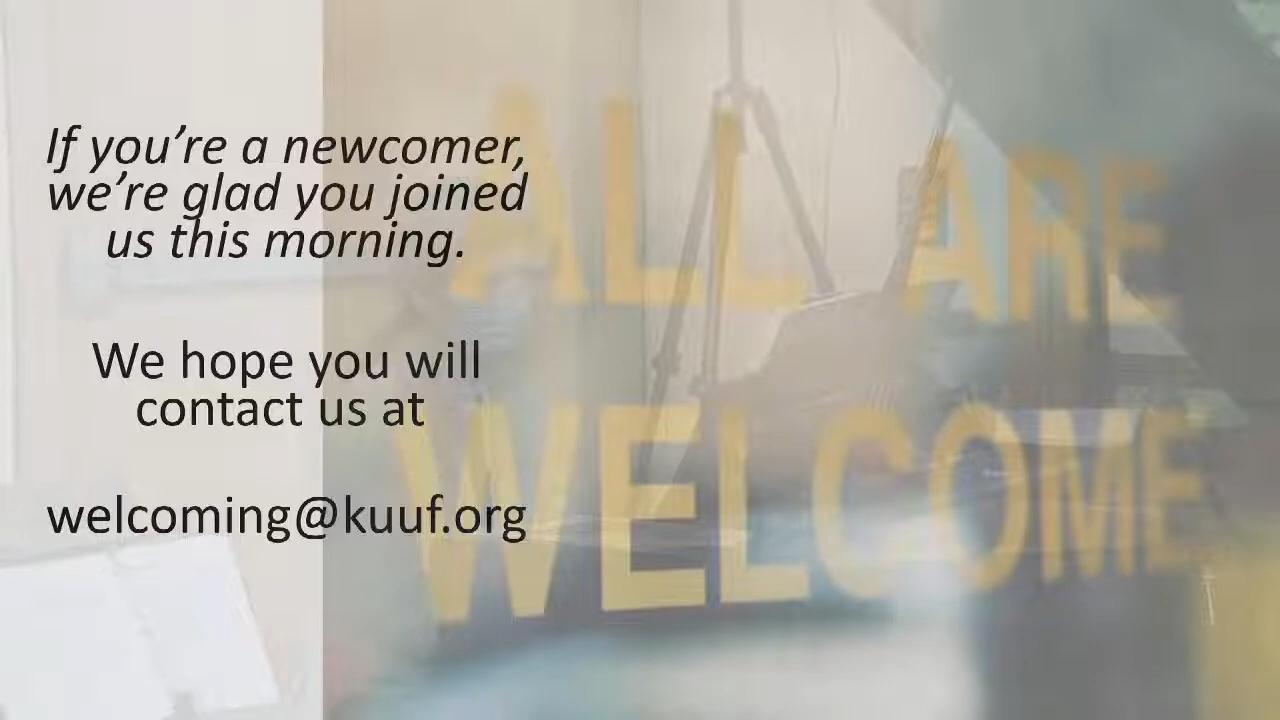 If you’re a newcomer,
we’re glad you joined
us this morning.
We hope you will
contact us at
welcoming@kuuf.org
ALL ARE
WELCOME